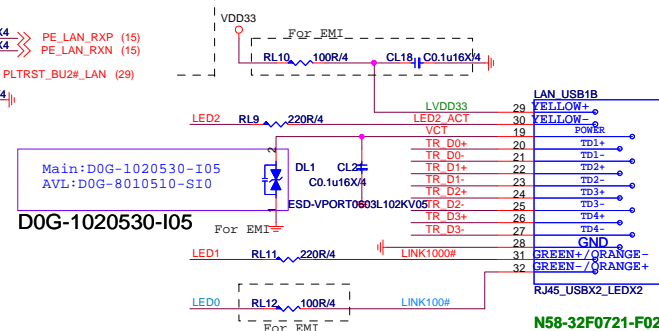 VDD33
For EMI
PE_LAN_RXP (15)
PE_LAN_RXN (15)
RL10 100R/4 CL18 C0.1u16X/4
PLTRST_BU2#_LAN (29)
LAN_USB1B
LVDD33 29 YELLOW+
LED2 RL9 220R/4 LED2_ACT 30 YELLOW-
VCT 19 POWER
TR_D0+ 20 TD1+
TR_D0- 21 TD1-
TR_D1+ 22 TD2+
TR_D1- 23 TD2-
TR_D2+ 24 TD3+
TR_D2- 25 TD3-
TR_D3+ 26 TD4+
TR_D3- 27 TD4-
28 GND
2
Main:D0G-1020530-I05
AVL:D0G-8010510-SI0
DL1
C0.1u16X/4
ESD-VPORT0603L102KV05
1
D0G-1020530-I05
For EMI
LED1 RL11 220R/4 LINK1000# 31 GREEN+/ORANGE-
32 GREEN-/ORANGE+
RJ45_USBX2_LEDX2
LED0 RL12 100R/4 LINK100#
For EMI
N58-32F0721-F02